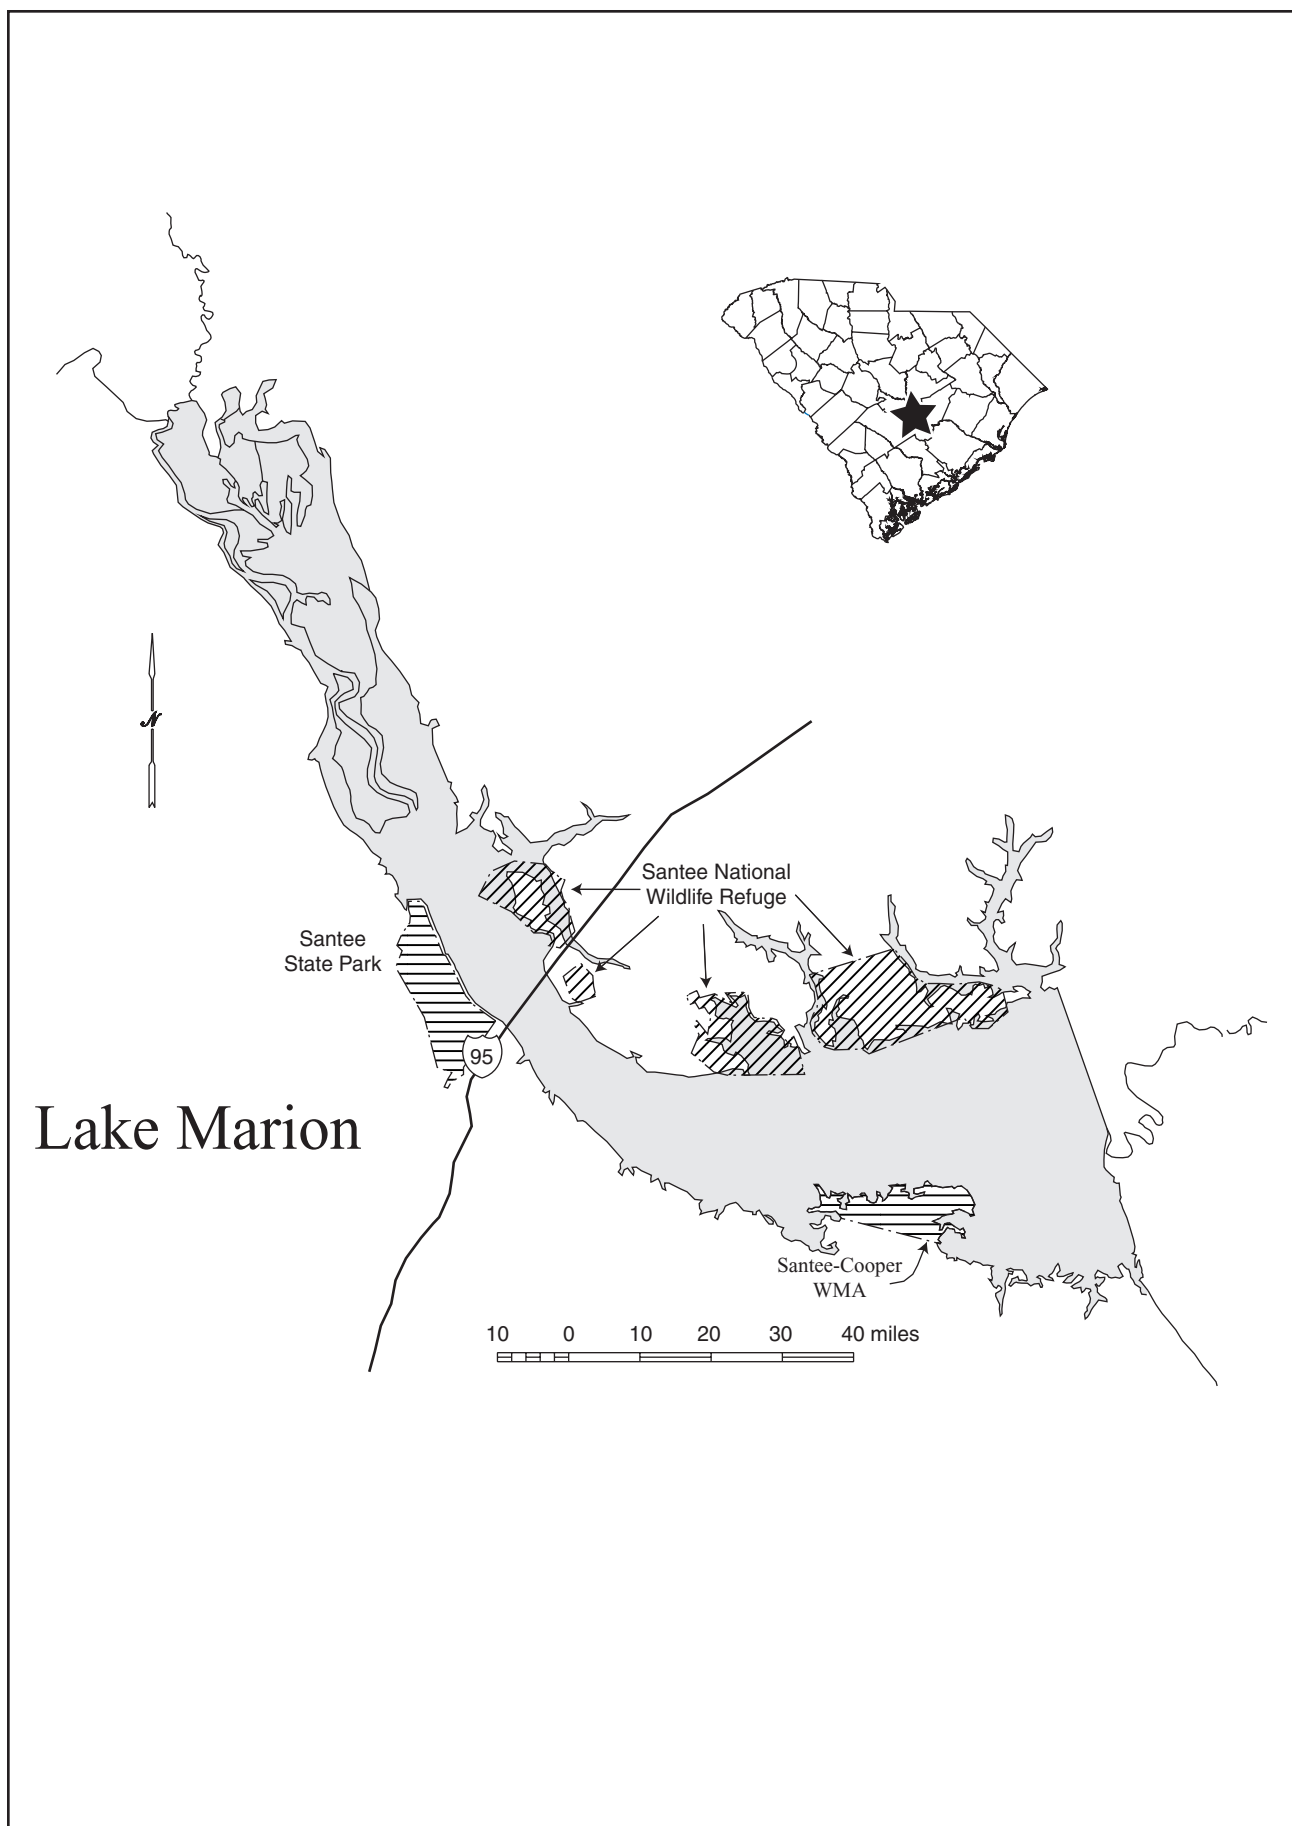 N
Santee National
Wildlife Refuge
Santee
State Park
95
Lake Marion
Santee-Cooper
WMA
10 0 10 20 30 40 miles